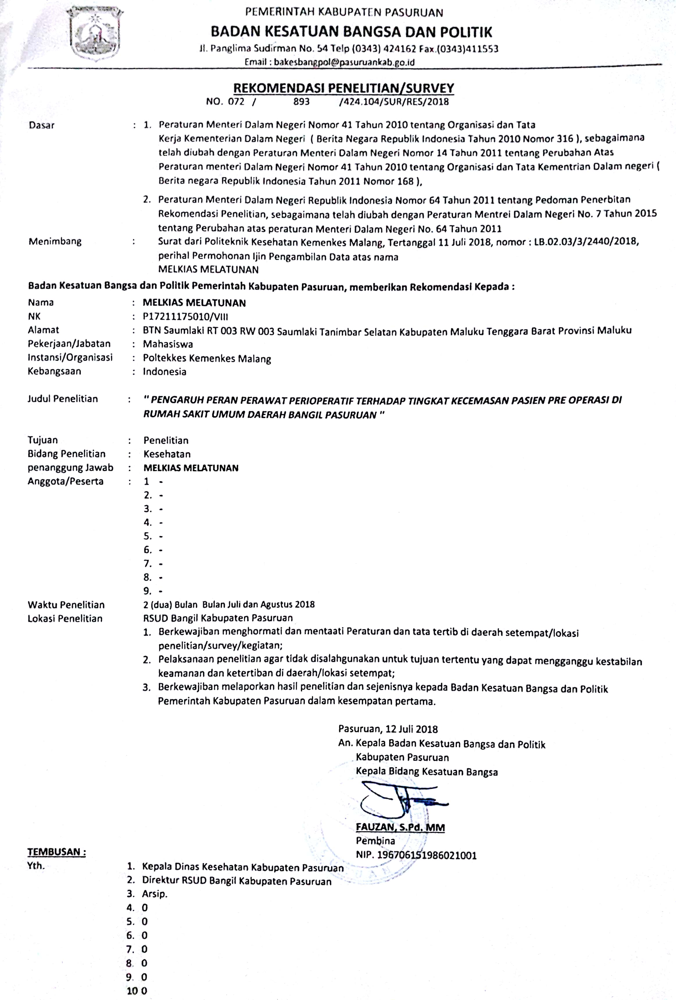 PEMERINTAH KABUPATEN PASURUAN
BADAN KESATUAN BANGSA DAN POLITIK
Jl. Panglima Sudirman No. 54 Telp (0343) 424162 Fax.(0343)411553
Email : bakesbangpol@pasuruankab.go.id
REKOMENDASI PENELITIAN/SURVEY
NO. 072 / 893 /424.104/SUR/RES/2018
Dasar : 1. Peraturan Menteri Dalam Negeri Nomor 41 Tahun 2010 tentang Organisasi dan Tata
Kerja Kementerian Dalam Negeri ( Berita Negara Republik Indonesia Tahun 2010 Nomor 316 ), sebagaimana
telah diubah dengan Peraturan Menteri Dalam Negeri Nomor 14 Tahun 2011 tentang Perubahan Atas
Peraturan menteri Dalam Negeri Nomor 41 Tahun 2010 tentang Organisasi dan Tata Kementrian Dalam negeri (
Berita negara Republik Indonesia Tahun 2011 Nomor 168 ),
2. Peraturan Menteri Dalam Negeri Republik Indonesia Nomor 64 Tahun 2011 tentang Pedoman Penerbitan
Rekomendasi Penelitian, sebagaimana telah diubah dengan Peraturan Mentrei Dalam Negeri No. 7 Tahun 2015
tentang Perubahan atas peraturan Menteri Dalam Negeri No. 64 Tahun 2011
Menimbang : Surat dari Politeknik Kesehatan Kemenkes Malang, Tertanggal 11 Juli 2018, nomor : LB.02.03/3/2440/2018,
perihal Permohonan Ijin Pengambilan Data atas nama
MELKIAS MELATUNAN
Badan Kesatuan Bangsa dan Politik Pemerintah Kabupaten Pasuruan, memberikan Rekomendasi Kepada :
Nama : MELKIAS MELATUNAN
NK : P17211175010/VIII
Alamat : BTN Saumlaki RT 003 RW 003 Saumlaki Tanimbar Selatan Kabupaten Maluku Tenggara Barat Provinsi Maluku
Pekerjaan/Jabatan : Mahasiswa
Instansi/Organisasi : Poltekkes Kemenkes Malang
Kebangsaan : Indonesia
Judul Penelitian : " PENGARUH PERAN PERAWAT PERIOPERATIF TERHADAP TINGKAT KECEMASAN PASIEN PRE OPERASI DI
RUMAH SAKIT UMUM DAERAH BANGIL PASURUAN "
Tujuan : Penelitian
Bidang Penelitian : Kesehatan
penanggung Jawab : MELKIAS MELATUNAN
Anggota/Peserta : 1 -
2. -
3. -
4. -
5. -
6. -
7. -
8. -
9. -
Waktu Penelitian 2 (dua) Bulan Bulan Juli dan Agustus 2018
Lokasi Penelitian RSUD Bangil Kabupaten Pasuruan
1. Berkewajiban menghormati dan mentaati Peraturan dan tata tertib di daerah setempat/lokasi
penelitian/survey/kegiatan;
2. Pelaksanaan penelitian agar tidak disalahgunakan untuk tujuan tertentu yang dapat mengganggu kestabilan
keamanan dan ketertiban di daerah/lokasi setempat;
3. Berkewajiban melaporkan hasil penelitian dan sejenisnya kepada Badan Kesatuan Bangsa dan Politik
Pemerintah Kabupaten Pasuruan dalam kesempatan pertama.
Pasuruan, 12 Juli 2018
An. Kepala Badan Kesatuan Bangsa dan Politik
Kabupaten Pasuruan
Kepala Bidang Kesatuan Bangsa
FAUZAN, S.Pd. MM
Pembina
NIP. 196706151986021001
TEMBUSAN :
Yth. 1. Kepala Dinas Kesehatan Kabupaten Pasuruan
2. Direktur RSUD Bangil Kabupaten Pasuruan
3. Arsip.
4. 0
5. 0
6. 0
7. 0
8. 0
9. 0
10 0